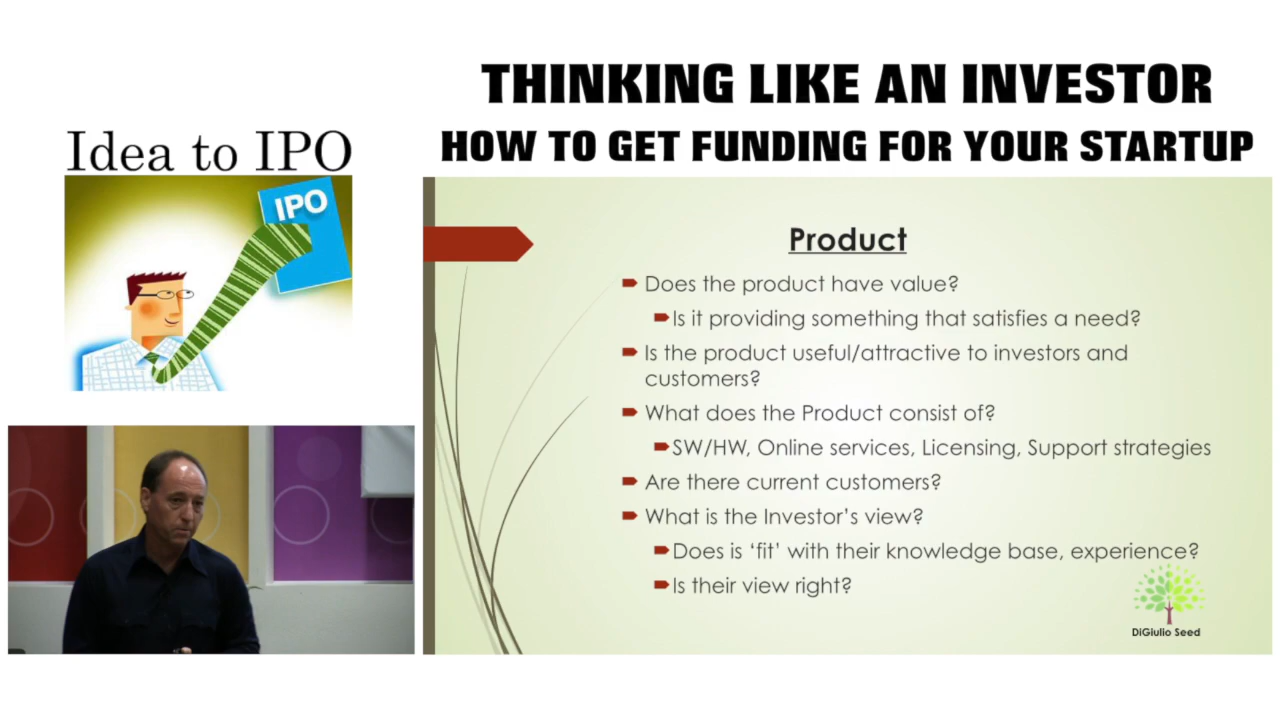 THINKING LIKE AN INVESTOR
HOW TO GET FUNDING FOR YOUR STARTUP
Idea to IPO
IPO
Product
Does the product have value?
Is it providing something that satisfies a need?
Is the product useful/attractive to investors and
customers?
What does the Product consist of?
SW/HW, Online services, Licensing, Support strategies
Are there current customers?
What is the Investor's view?
Does is 'fit' with their knowledge base, experience?
Is their view right?
DiGiulio Seed